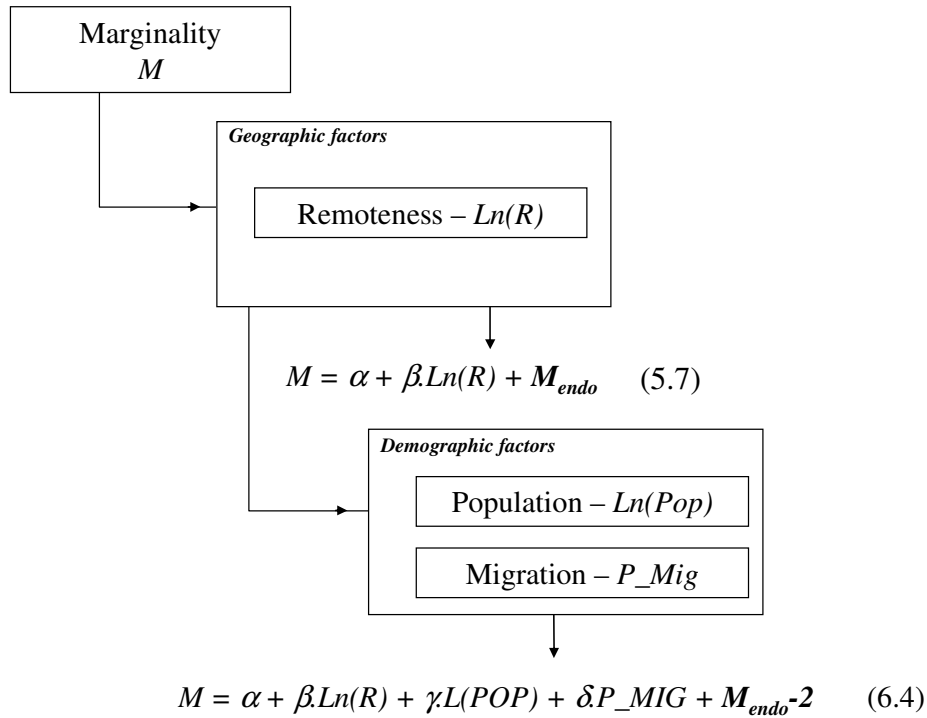 Marginality
M
Geographic factors
Remoteness – Ln(R)
M = α + β.Ln(R) + M_endo (5.7)
Demographic factors
Population – Ln(Pop)
Migration – P_Mig
M = α + β.Ln(R) + γ.L(POP) + δ.P_MIG + M_endo-2 (6.4)